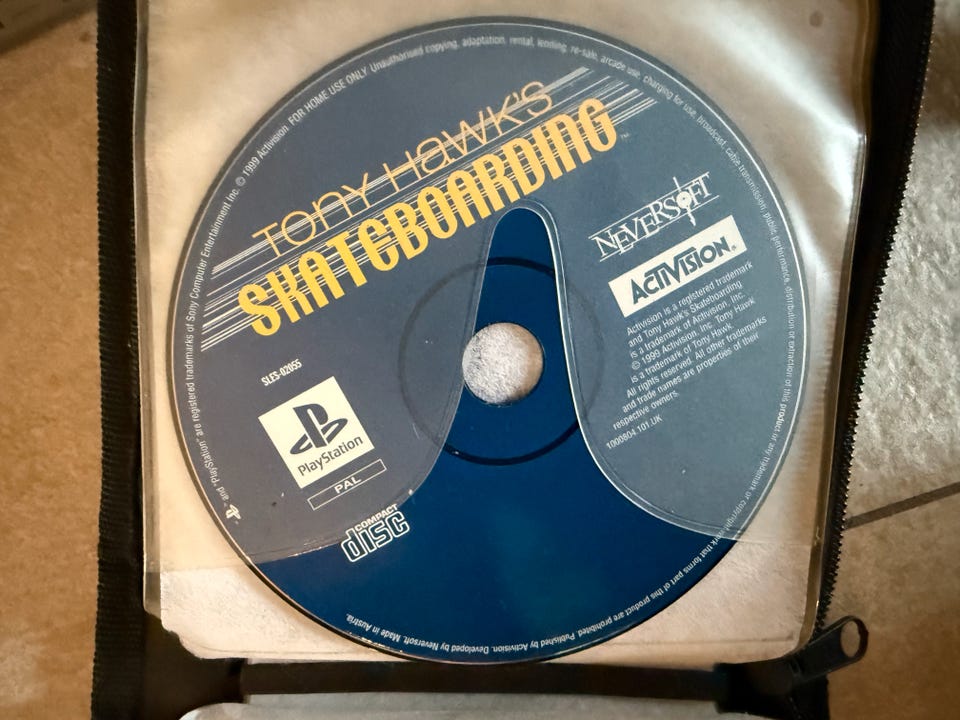 TONY HAWK'S
SKATEBOARDING™
NEVERSOFT
ACTIVISION®
Activision is a registered trademark
and Tony Hawk's Skateboarding
is a trademark of Activision, Inc.
© 1999 Activision, Inc. Tony Hawk
is a trademark of Tony Hawk.
All rights reserved. All other trademarks
and trade names are properties of their
respective owners.
1000804.101.UK
SLES-02055
PlayStation
PAL
COMPACT
disc
and "PlayStation" are registered trademarks of Sony Computer Entertainment Inc. © 1999 Activision. FOR HOME USE ONLY. Unauthorised copying, adaptation, rental, lending, re-sale, arcade use, charging for use, broadcast, cable transmission, public performance, distribution or extraction of this product or any trademark or copyright work that forms part of this product are prohibited. Published by Activision. Developed by Neversoft. Made in Austria.